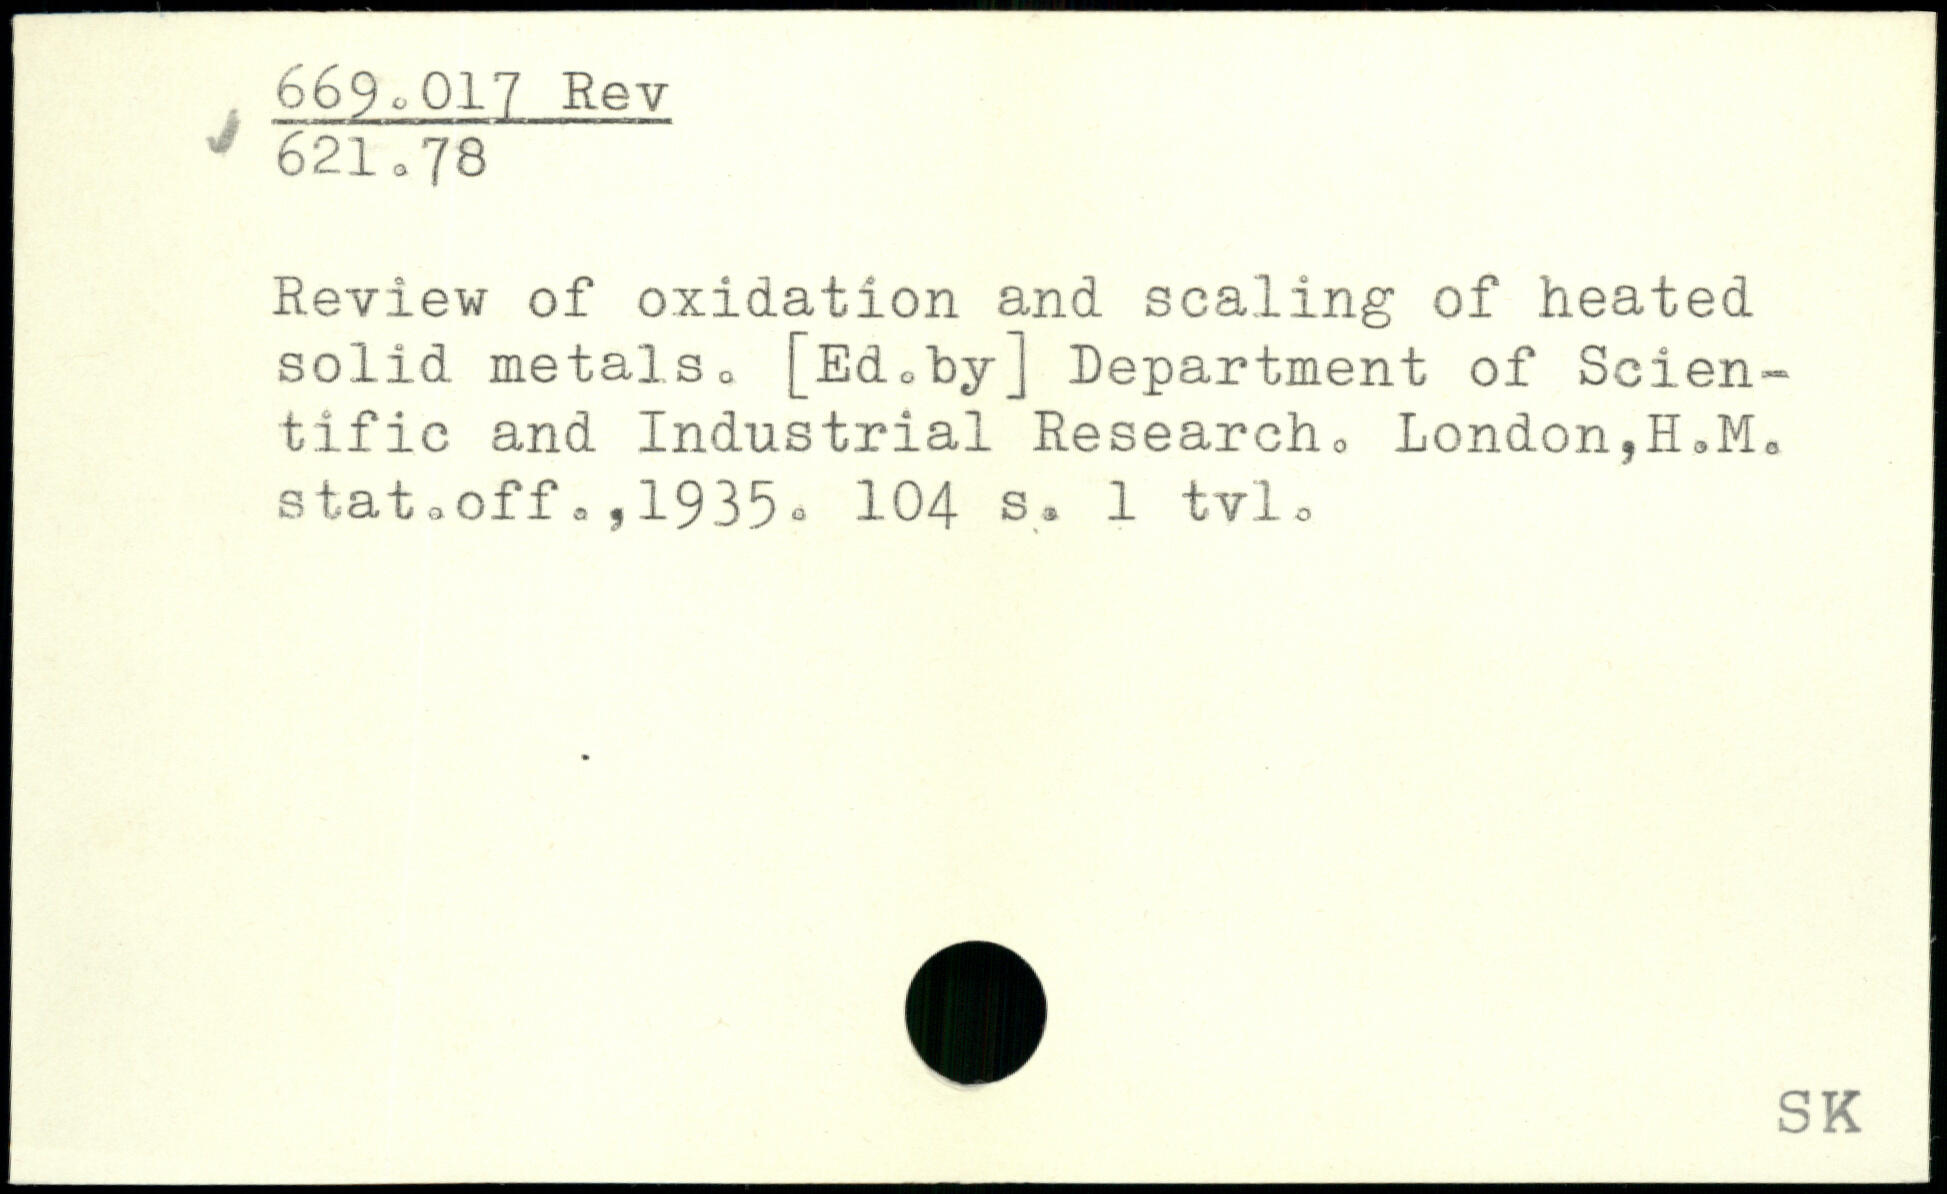 669.017 Rev
621.78
Review of oxidation and scaling of heated
solid metals. [Ed.by] Department of Scien-
tific and Industrial Research. London,H.M.
stat.off.,1935. 104 s. 1 tvl.
SK